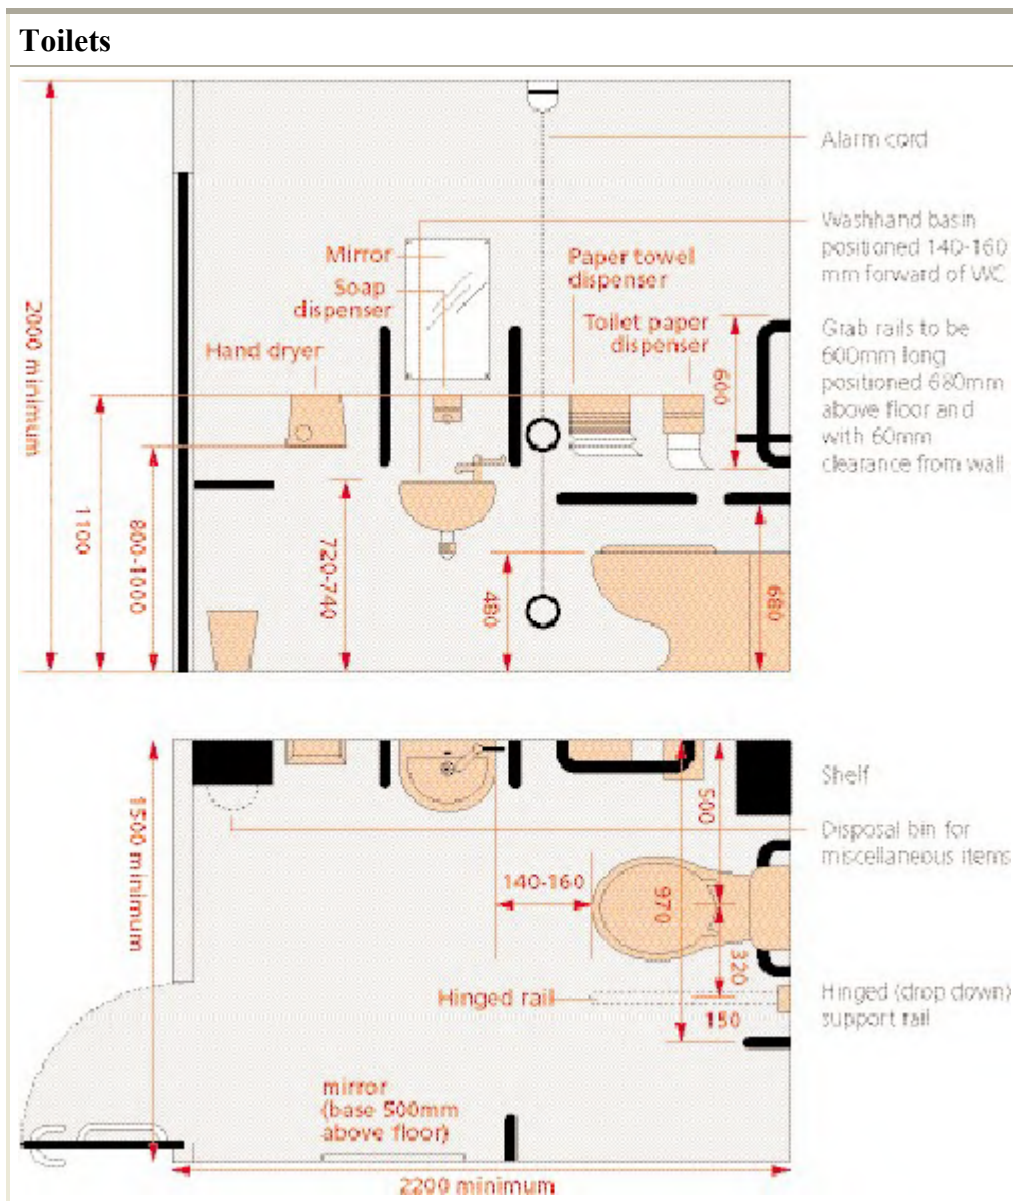 Toilets
Alarm cord
Washhand basin
positioned 140-160
mm forward of WC
Mirror
Soap
dispenser
Paper towel
dispenser
Toilet paper
dispenser
Hand dryer
Grab rails to be
600mm long
positioned 680mm
above floor and
with 60mm
clearance from wall
2000 minimum
1100
800-1000
720-740
480
600
680
Shelf
Disposal bin for
miscellaneous items
1500 minimum
500
140-160
970
320
Hinged rail
150
Hinged (drop down)
support rail
mirror
(base 500mm
above floor)
2200 minimum